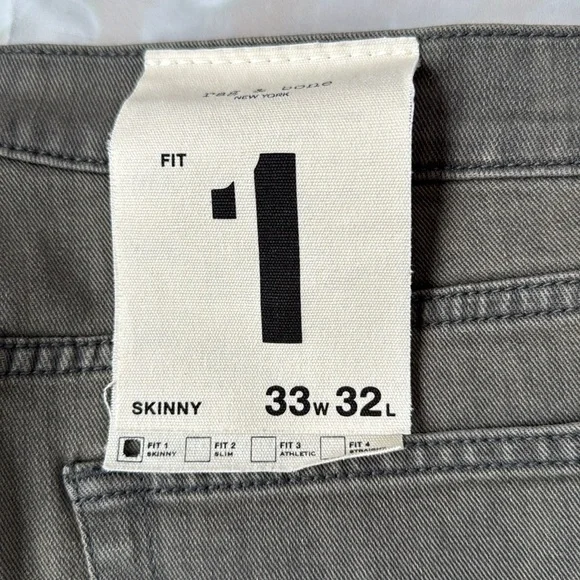 rag & bone
NEW YORK
FIT
1
SKINNY 33W 32L
FIT 1 FIT 2 FIT 3 FIT 4
SKINNY SLIM ATHLETIC